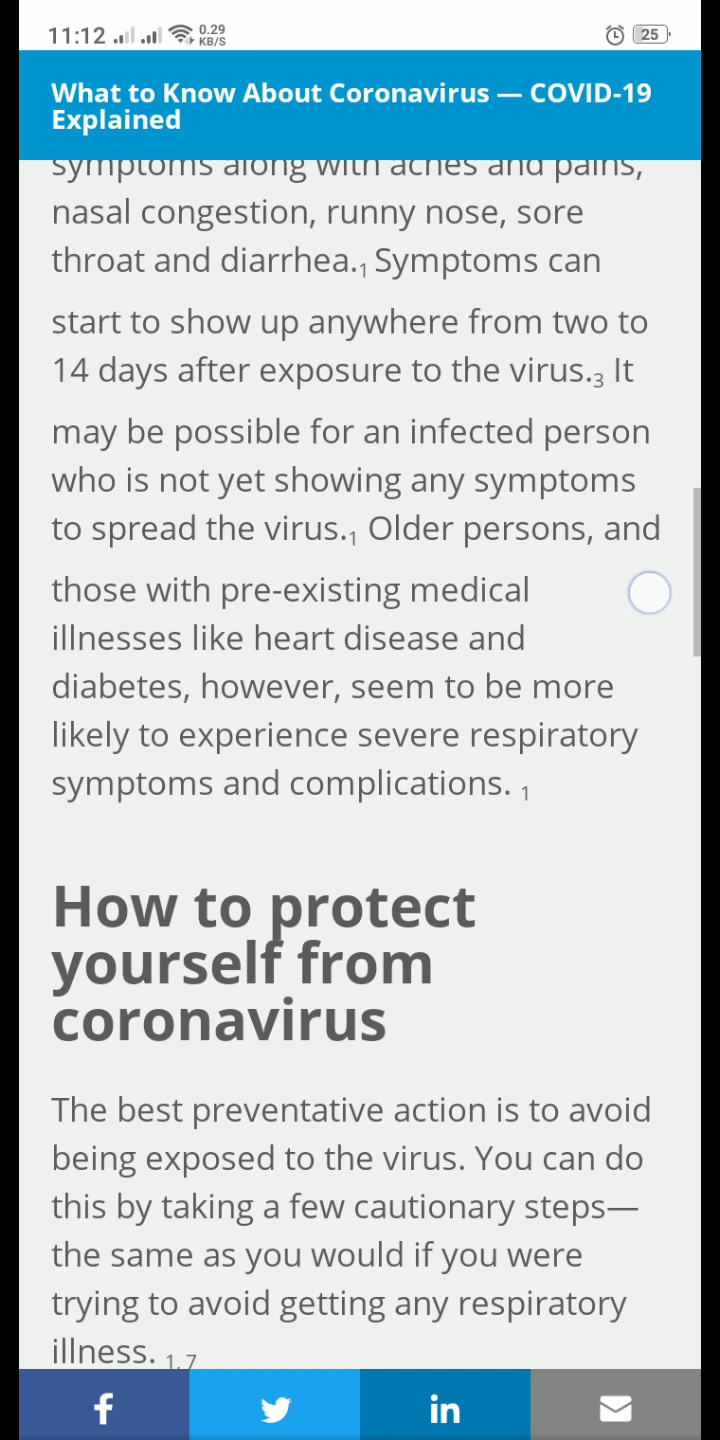 11:12
0.29
KB/S
25
What to Know About Coronavirus — COVID-19
Explained
symptoms along with aches and pains,
nasal congestion, runny nose, sore
throat and diarrhea.₁ Symptoms can
start to show up anywhere from two to
14 days after exposure to the virus.₃ It
may be possible for an infected person
who is not yet showing any symptoms
to spread the virus.₁ Older persons, and
those with pre-existing medical
illnesses like heart disease and
diabetes, however, seem to be more
likely to experience severe respiratory
symptoms and complications. ₁
How to protect
yourself from
coronavirus
The best preventative action is to avoid
being exposed to the virus. You can do
this by taking a few cautionary steps—
the same as you would if you were
trying to avoid getting any respiratory
illness. ₁, ₇